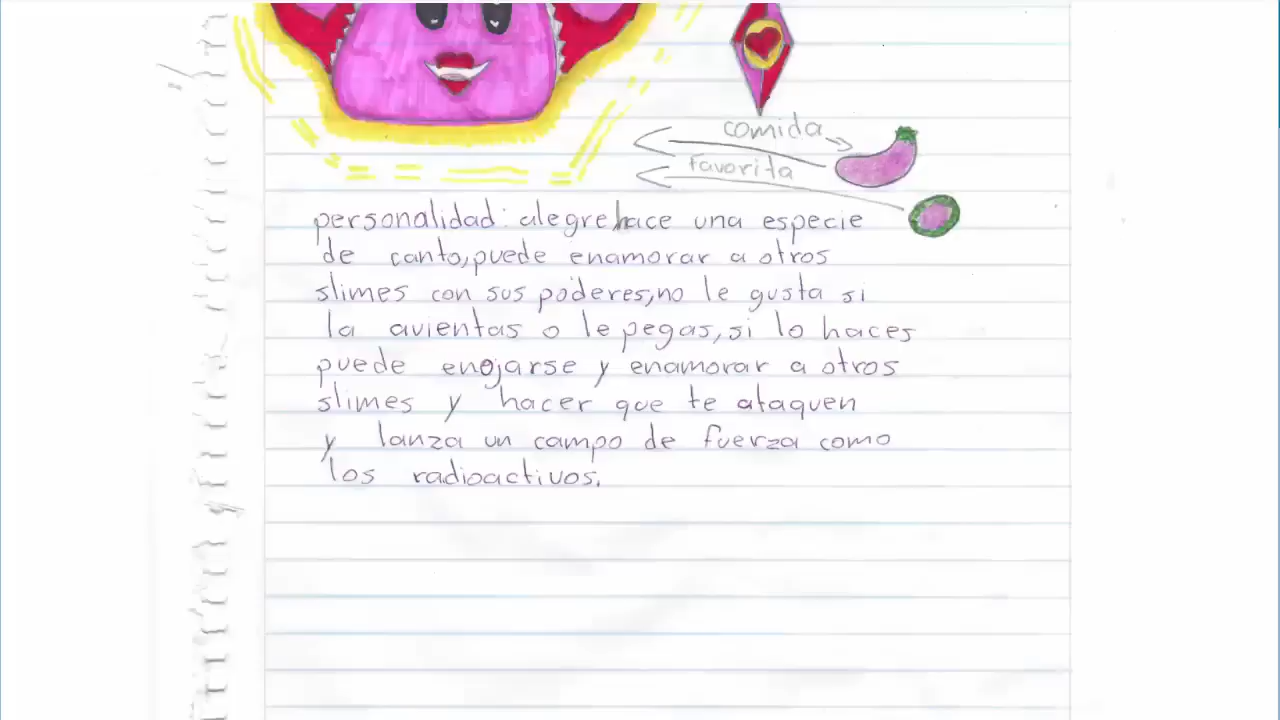 comida
favorita
personalidad: alegre hace una especie
de canto, puede enamorar a otros
slimes con sus poderes, no le gusta si
la avientas o le pegas, si lo haces
puede enojarse y enamorar a otros
slimes y hacer que te ataquen
y lanza un campo de fuerza como
los radioactivos.